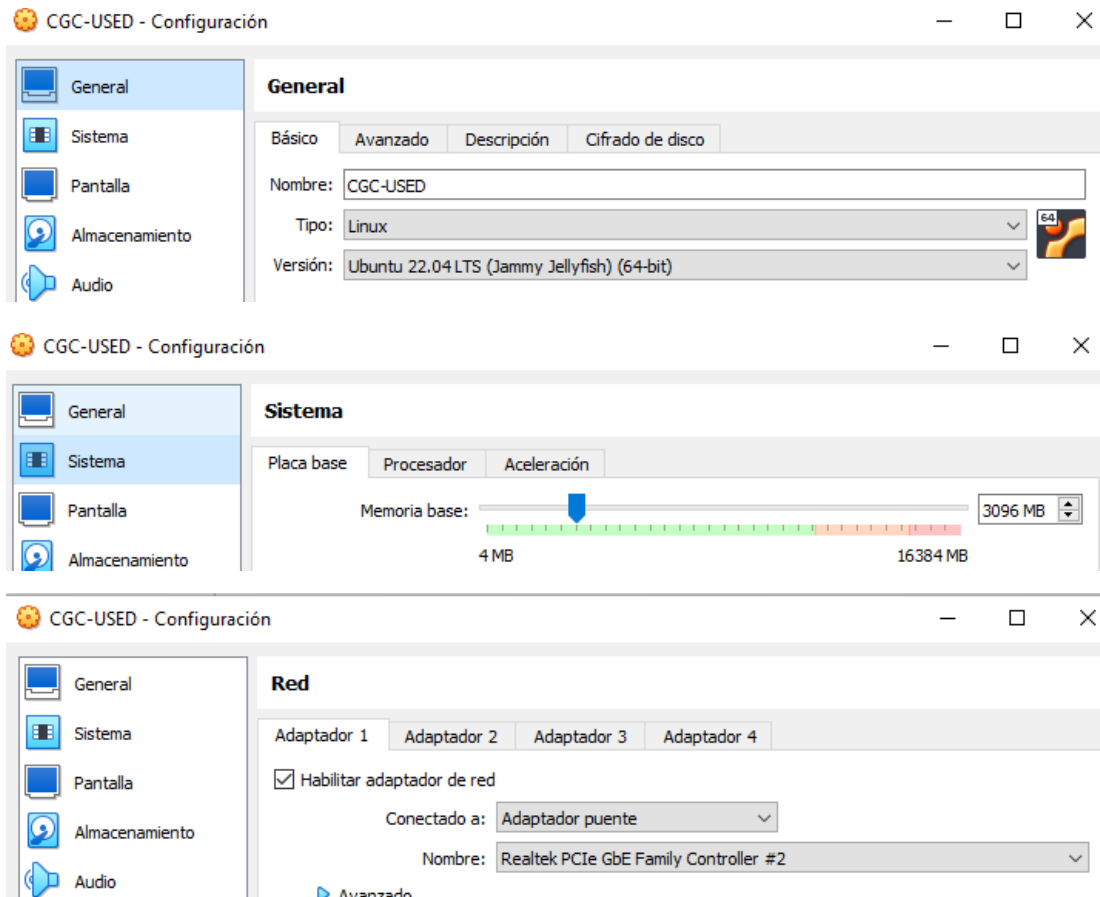 CGC-USED - Configuración
General
Sistema
Pantalla
Almacenamiento
Audio
General
Básico Avanzado Descripción Cifrado de disco
Nombre: CGC-USED
Tipo: Linux
64
Versión: Ubuntu 22.04 LTS (Jammy Jellyfish) (64-bit)
CGC-USED - Configuración
General
Sistema
Pantalla
Almacenamiento
Sistema
Placa base Procesador Aceleración
Memoria base: 3096 MB
4 MB 16384 MB
CGC-USED - Configuración
General
Sistema
Pantalla
Almacenamiento
Audio
Red
Adaptador 1 Adaptador 2 Adaptador 3 Adaptador 4
Habilitar adaptador de red
Conectado a: Adaptador puente
Nombre: Realtek PCIe GbE Family Controller #2
Avanzado